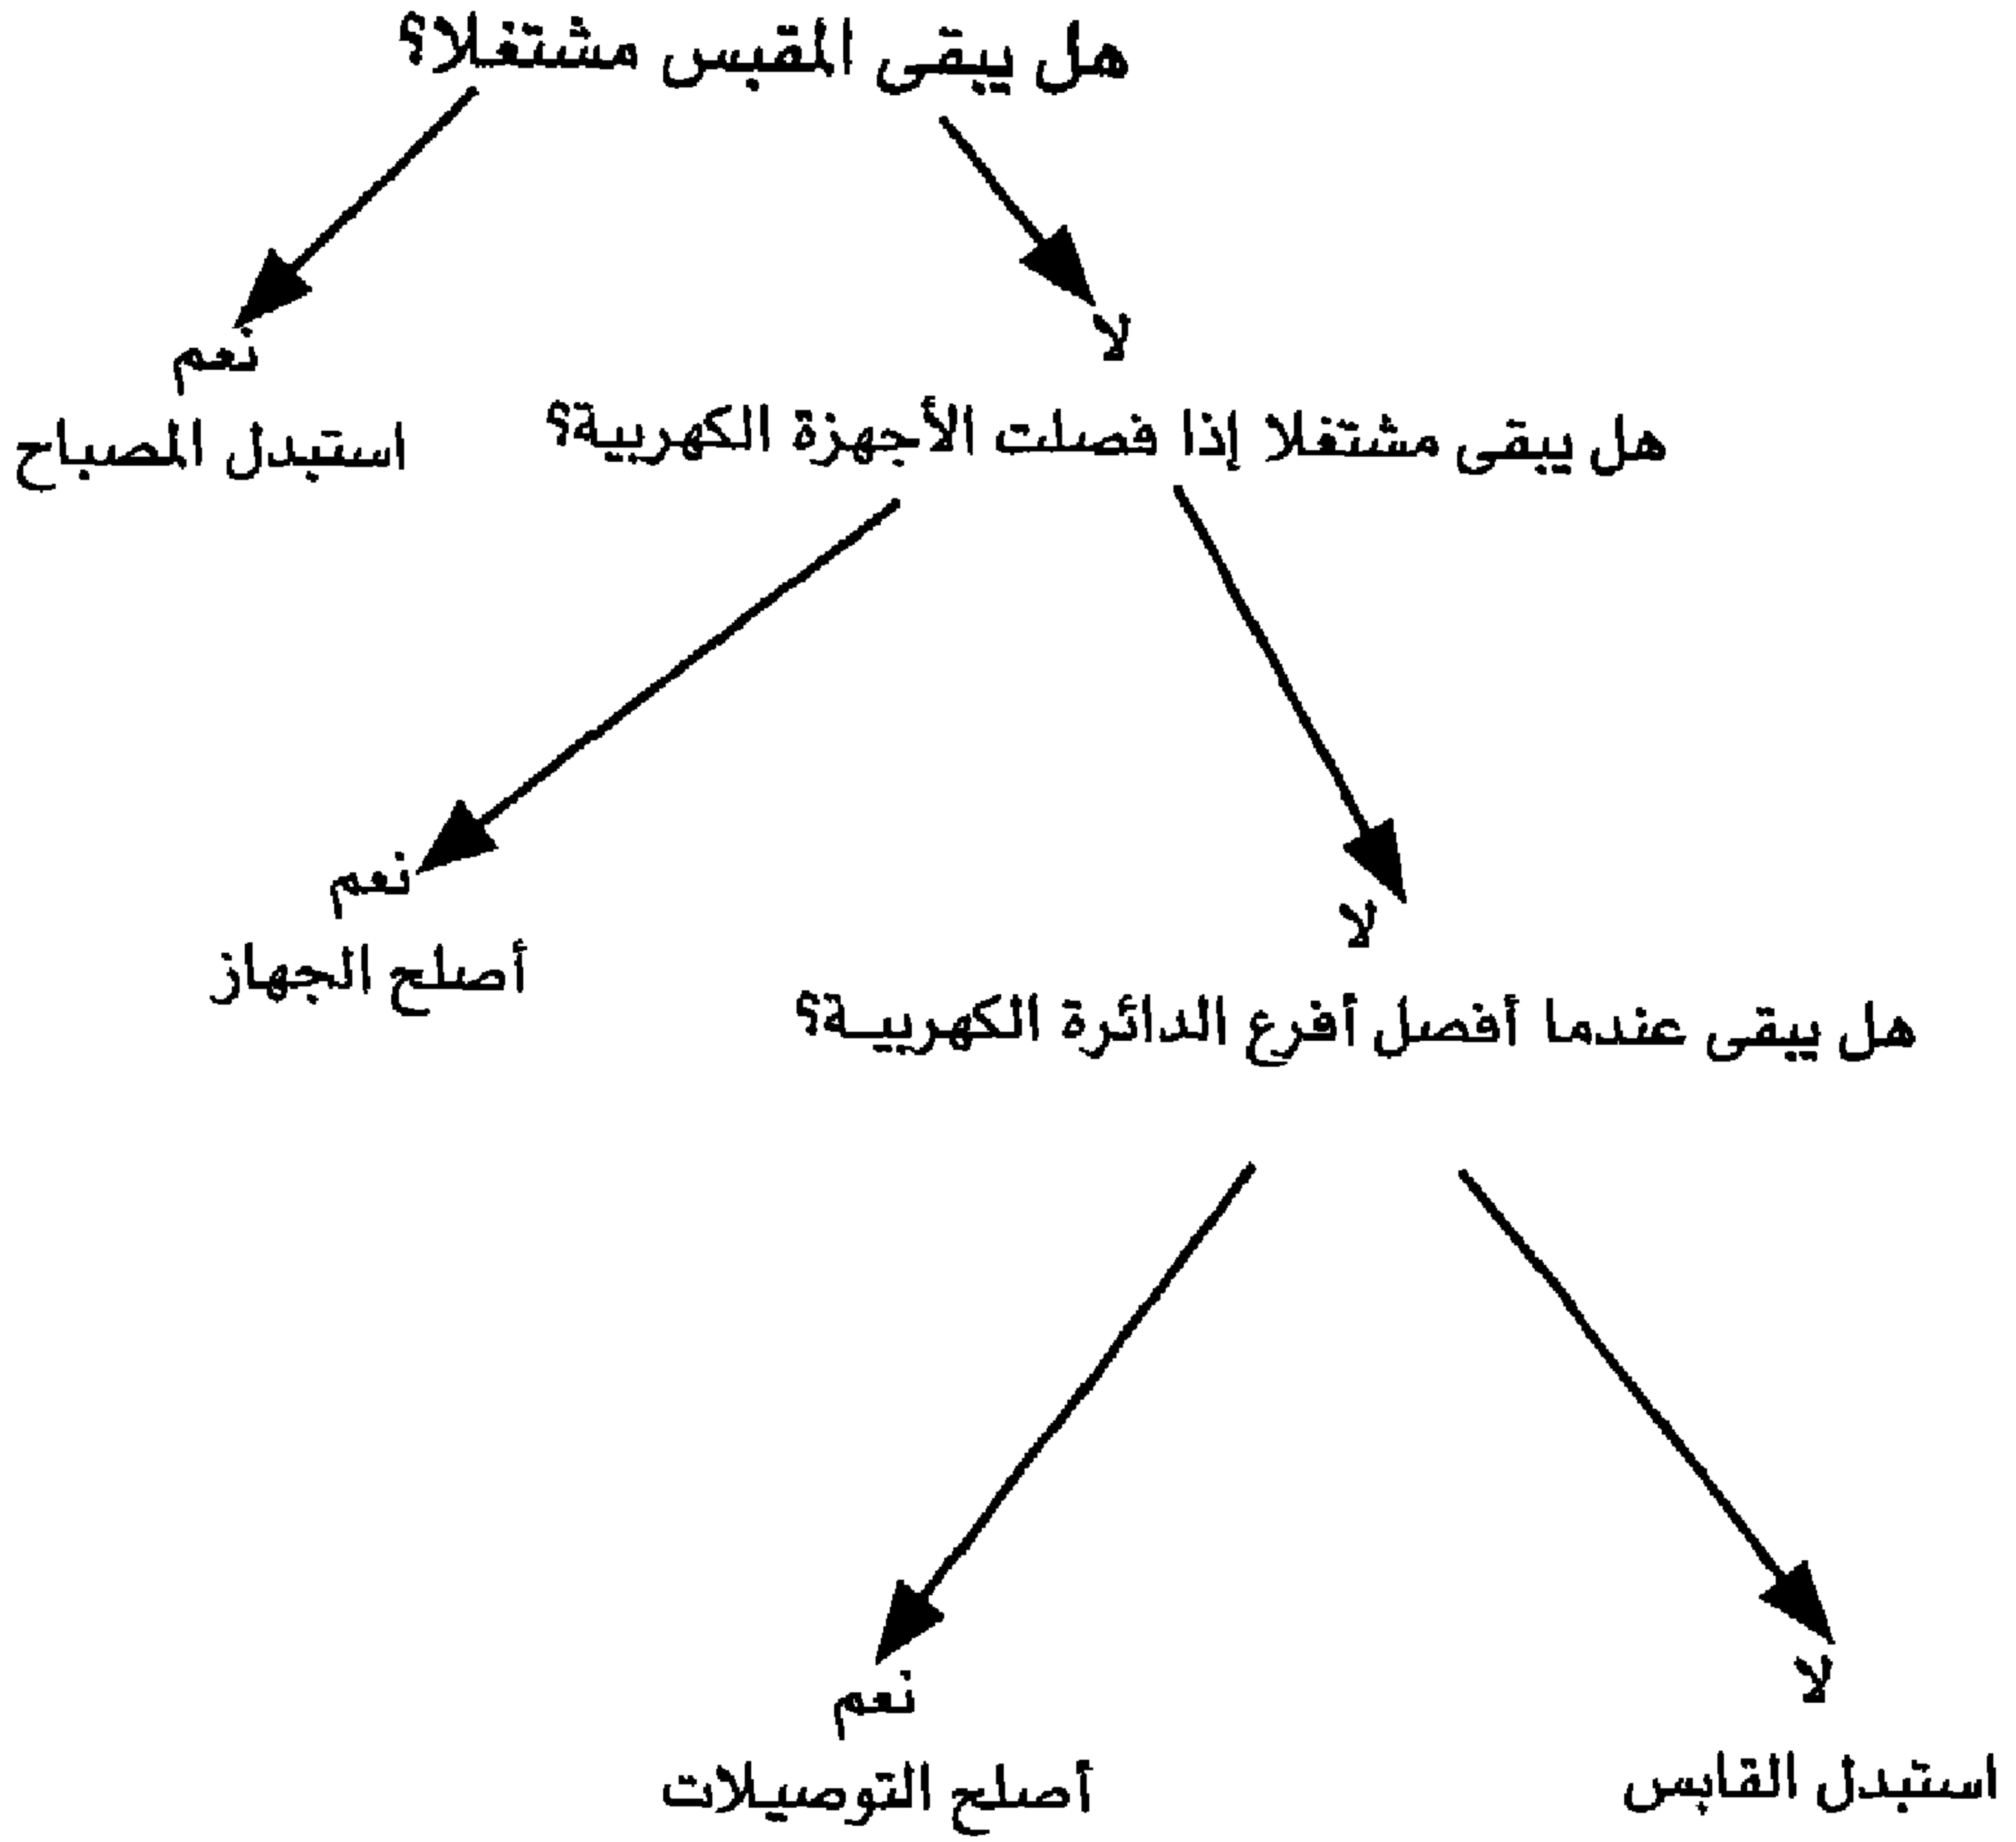 هل يبقى المقبس مشتغلا؟
لا
نعم
هل يبقى مشتغلا إذا فصلت الأجهزة الكهربية؟
استبدل المصباح
نعم
لا
أصلح الجهاز
هل يبقى عندما أفصل أفرع الدائرة الكهربية؟
لا
نعم
استبدل القابس
أصلح التوصيلات